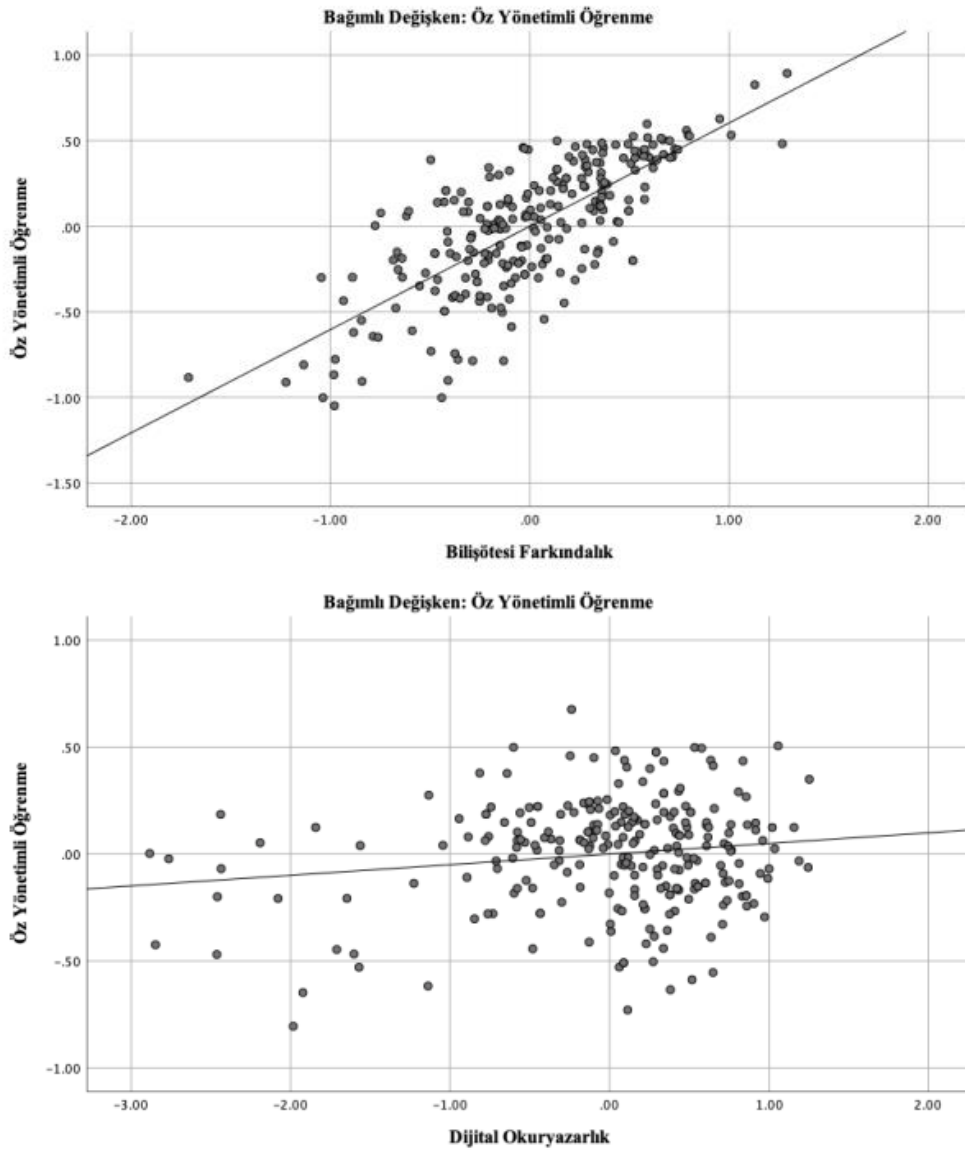 Bağımlı Değişken: Öz Yönetimli Öğrenme
1.00
.50
.00
-.50
-1.00
-1.50
Öz Yönetimli Öğrenme
-2.00 -1.00 .00 1.00 2.00
Bilişötesi Farkındalık
Bağımlı Değişken: Öz Yönetimli Öğrenme
1.00
.50
.00
-.50
-1.00
Öz Yönetimli Öğrenme
-3.00 -2.00 -1.00 .00 1.00 2.00
Dijital Okuryazarlık